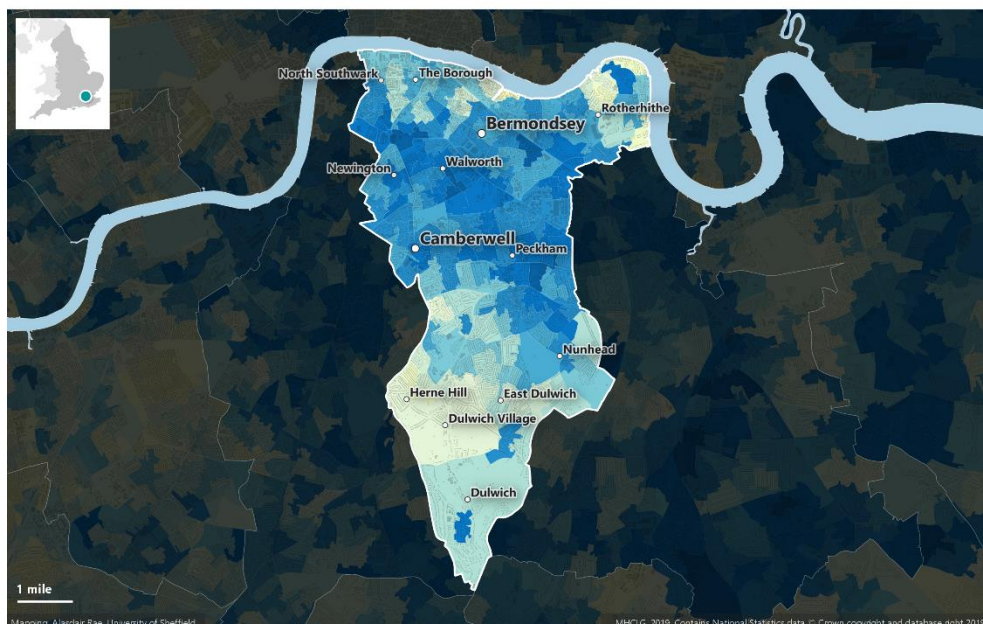 North Southwark
The Borough
Rotherhithe
Bermondsey
Walworth
Newington
Camberwell
Peckham
Nunhead
Herne Hill
East Dulwich
Dulwich Village
Dulwich
1 mile
Mapping: Alasdair Rae, University of Sheffield
MHCLG, 2019. Contains National Statistics data. © Crown copyright and database right 2019